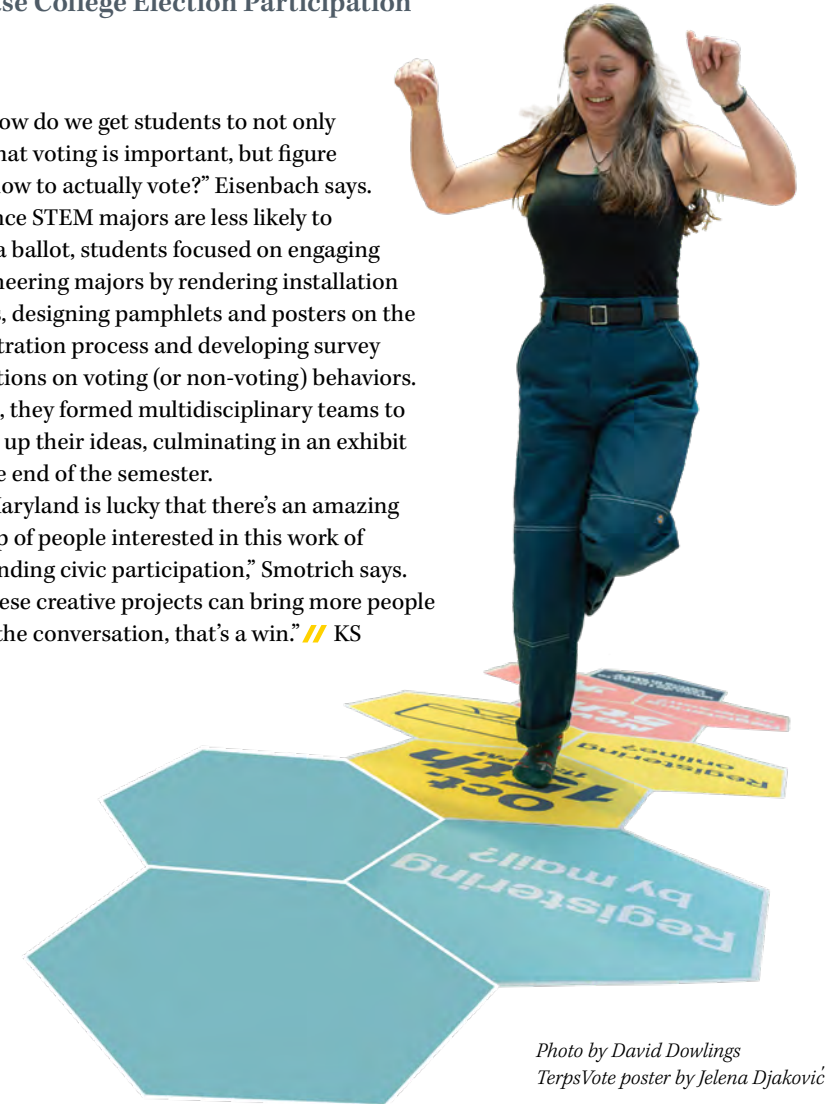 se College Election Participation
ow do we get students to not only
hat voting is important, but figure
how to actually vote?” Eisenbach says.
nce STEM majors are less likely to
a ballot, students focused on engaging
neering majors by rendering installation
s, designing pamphlets and posters on the
tration process and developing survey
tions on voting (or non-voting) behaviors.
, they formed multidisciplinary teams to
up their ideas, culminating in an exhibit
e end of the semester.
Maryland is lucky that there’s an amazing
p of people interested in this work of
nding civic participation,” Smotrich says.
ese creative projects can bring more people
the conversation, that’s a win.” // KS
5th
Registering
online?
Oct.
15th
Registering
by mail?
Photo by David Dowlings
TerpsVote poster by Jelena Djaković